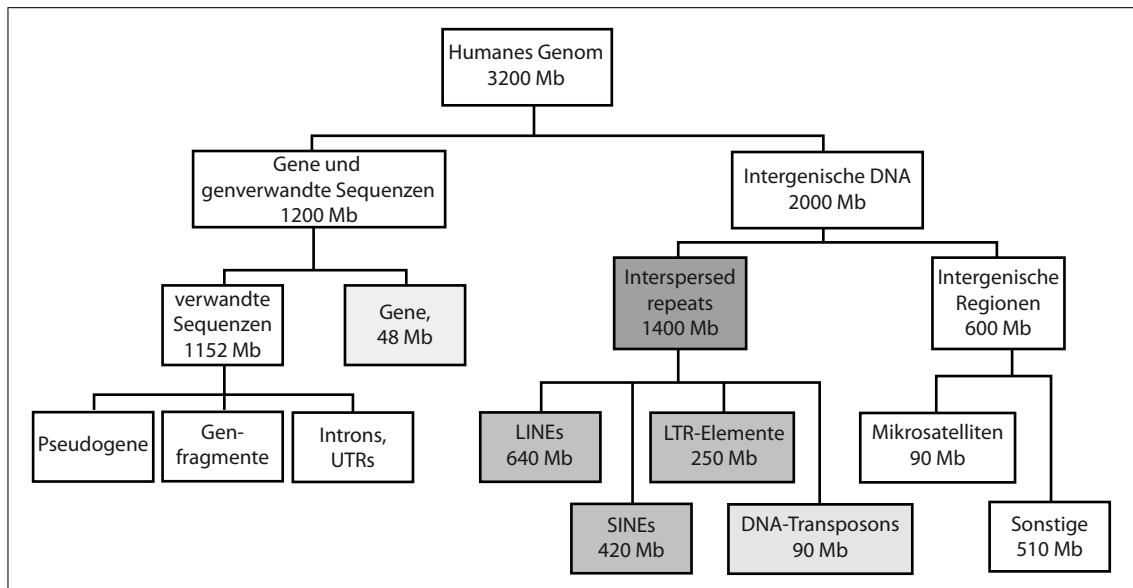 Humanes Genom
3200 Mb
Gene und
genverwandte Sequenzen
1200 Mb
Intergenische DNA
2000 Mb
verwandte
Sequenzen
1152 Mb
Gene,
48 Mb
Interspersed
repeats
1400 Mb
Intergenische
Regionen
600 Mb
Pseudogene
Gen-
fragmente
Introns,
UTRs
LINEs
640 Mb
LTR-Elemente
250 Mb
Mikrosatelliten
90 Mb
SINEs
420 Mb
DNA-Transposons
90 Mb
Sonstige
510 Mb